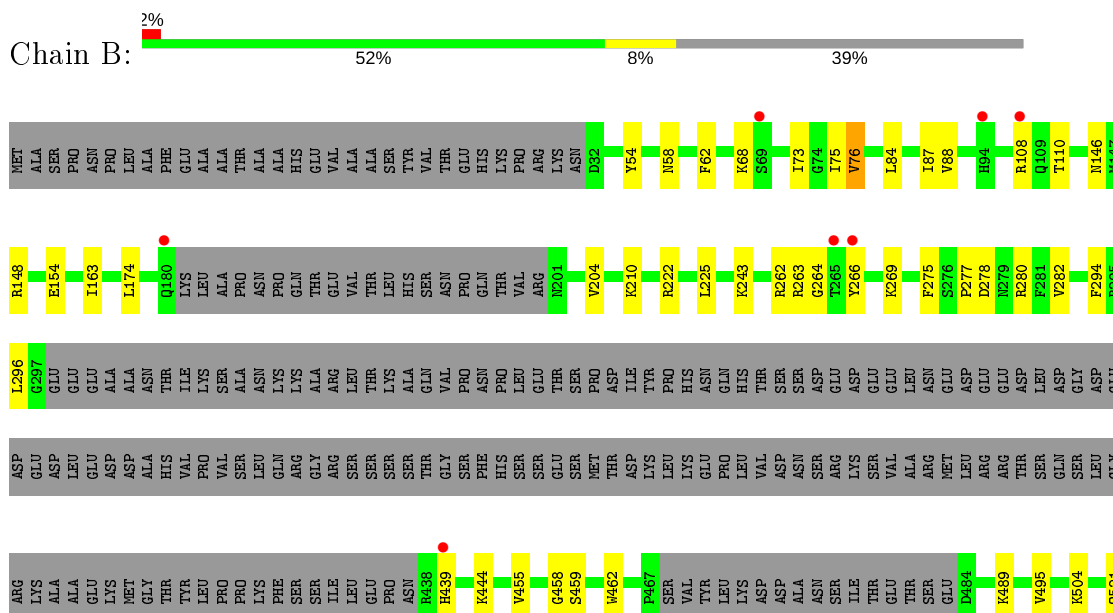 2%
Chain B:
52% 8% 39%
MET ALA SER PRO ASN PRO LEU ALA PHE GLU ALA ALA THR ALA ALA HIS GLU VAL ALA ALA SER TYR VAL THR GLU HIS LYS PRO ARG LYS ASN D32 Y54 N58 F62 K68 S69 I73 G74 I75 V76 L84 I87 V88 H94 R108 Q109 T110 N146
R148 E154 I163 L174 Q180 LYS LEU ALA PRO ASN PRO GLN THR GLU VAL THR LEU HIS SER ASN PRO GLN THR VAL ARG N201 V204 K210 R222 L225 K243 R262 R263 G264 T265 Y266 K269 F275 S276 P277 D278 N279 R280 F281 V282 F294
L296 G297 GLU GLU GLU ALA ALA ASN THR ILE LYS SER ALA ASN LYS LYS ALA ARG LEU THR LYS ALA GLN VAL PRO ASN PRO LEU GLU THR SER PRO ASP ILE TYR PRO HIS ASN GLN HIS THR SER SER ASP GLU ASP GLU GLU LEU ASN GLU ASP GLU GLU ASP LEU ASP GLY ASP
ASP GLU ASP LEU GLU ASP ASP ALA HIS VAL PRO VAL SER LEU GLN ARG GLY ARG SER SER SER SER THR GLY SER PHE HIS SER SER GLU SER MET THR ASP LYS LEU LYS GLU PRO LEU VAL ASP ASN SER ARG LYS SER VAL ALA ARG MET LEU ARG ARG THR SER GLN SER LEU
ARG LYS ALA ALA GLU LYS MET GLY THR TYR LEU PRO PRO LYS PHE SER SER ILE LEU GLU PRO ASN R438 H439 K444 V455 G458 S459 W462 P467 SER VAL TYR LEU LYS ASP ASP ALA ASN SER ILE THR SER GLU D484 K489 V495 K504